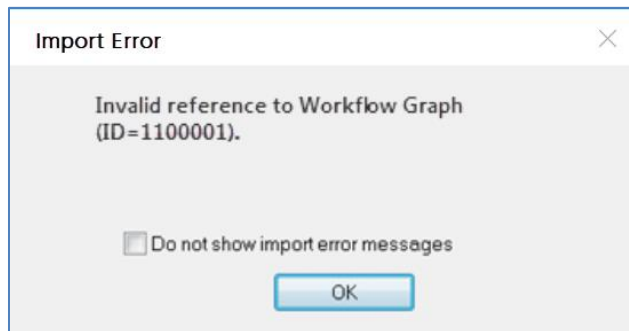 Import Error
Invalid reference to Workflow Graph
(ID=1100001).
Do not show import error messages
OK